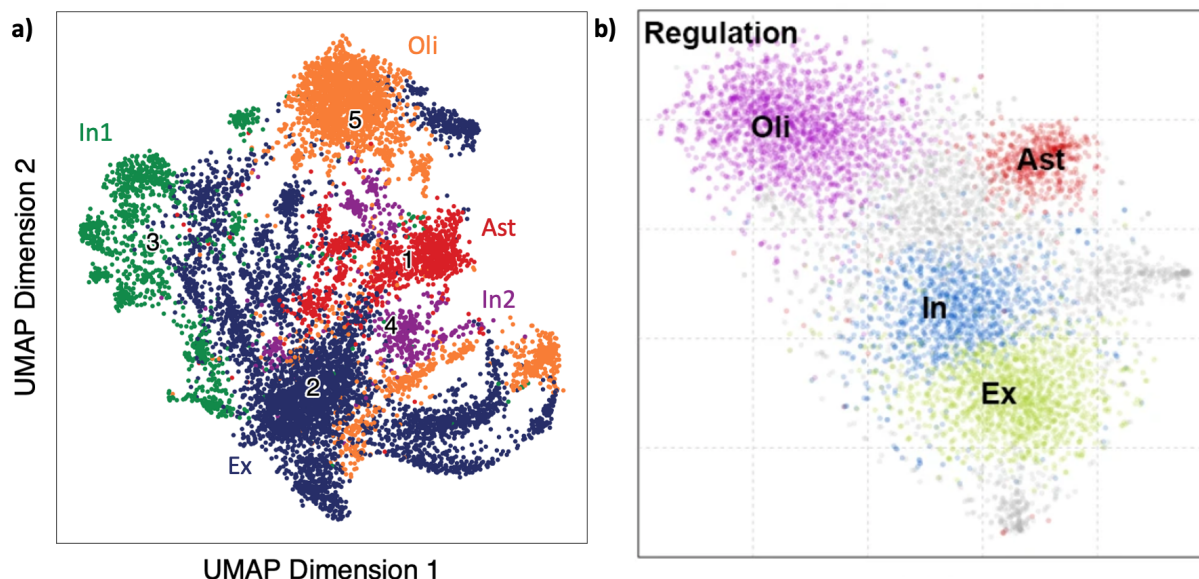 a)
Oli
5
In1
3
Ast
1
In2
4
2
Ex
UMAP Dimension 1
UMAP Dimension 2
b)
Regulation
Oli
Ast
In
Ex